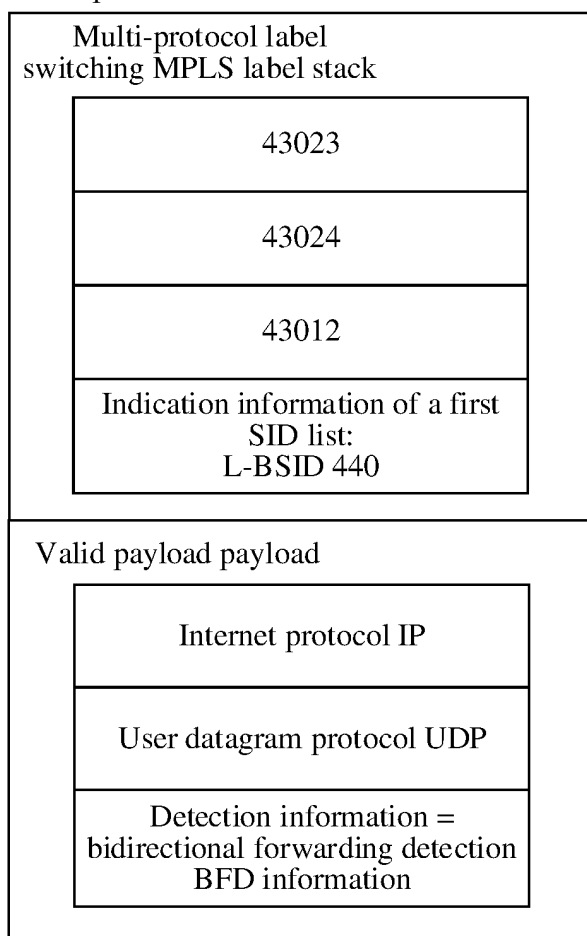 Multi-protocol label
switching MPLS label stack
43023
43024
43012
Indication information of a first
SID list:
L-BSID 440
Valid payload payload
Internet protocol IP
User datagram protocol UDP
Detection information =
bidirectional forwarding detection
BFD information